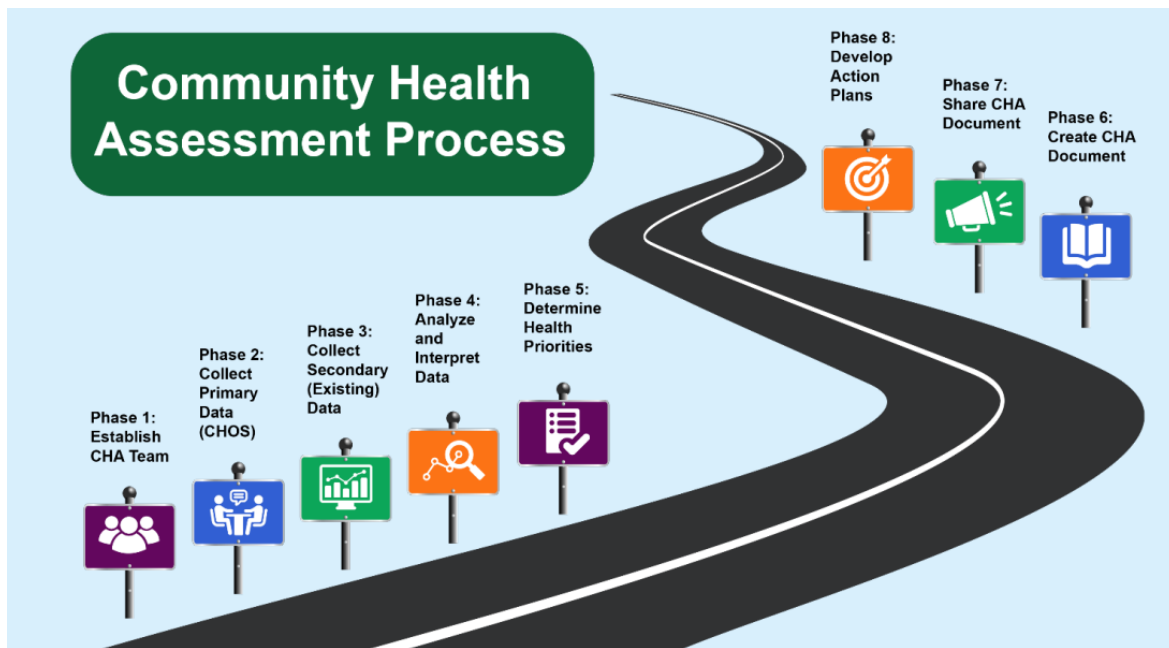 Community Health
Assessment Process
Phase 1:
Establish
CHA Team
Phase 2:
Collect
Primary
Data
(CHOS)
Phase 3:
Collect
Secondary
(Existing)
Data
Phase 4:
Analyze
and
Interpret
Data
Phase 5:
Determine
Health
Priorities
Phase 6:
Create CHA
Document
Phase 7:
Share CHA
Document
Phase 8:
Develop
Action
Plans